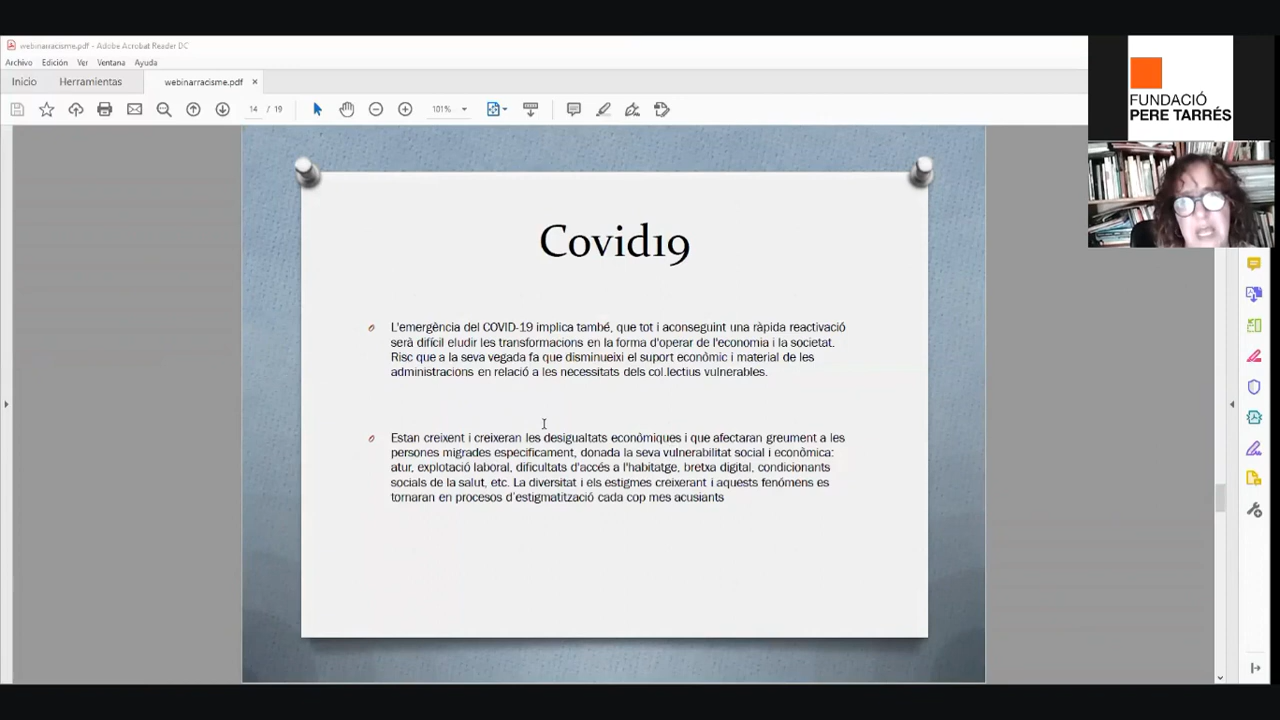 webinarracisme.pdf - Adobe Acrobat Reader DC
Archivo Edición Ver Ventana Ayuda
Inicio Herramientas webinarracisme.pdf ×
14 / 19 101%
FUNDACIÓ
PERE TARRÉS
Covid19
L'emergència del COVID-19 implica també, que tot i aconseguint una ràpida reactivació
serà difícil eludir les transformacions en la forma d'operar de l'economia i la societat.
Risc que a la seva vegada fa que disminueixi el suport econòmic i material de les
administracions en relació a les necessitats dels col.lectius vulnerables.
Estan creixent i creixeran les desigualtats econòmiques i que afectaran greument a les
persones migrades especificament, donada la seva vulnerabilitat social i econòmica:
atur, explotació laboral, dificultats d'accés a l'habitatge, bretxa digital, condicionants
socials de la salut, etc. La diversitat i els estigmes creixerant i aquests fenómens es
tornaran en procesos d'estigmatització cada cop mes acusiants